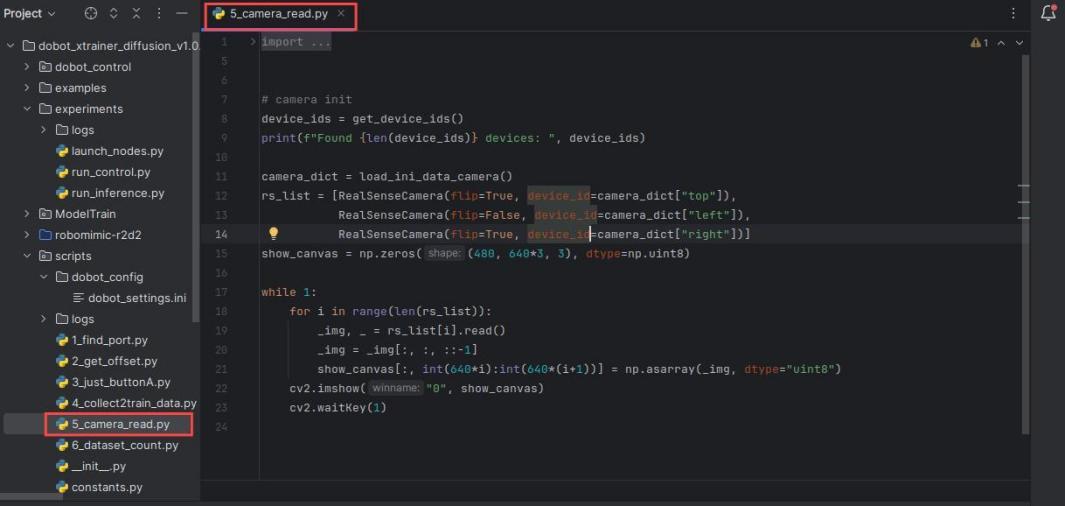 Project
dobot_xtrainer_diffusion_v1.0.
dobot_control
examples
experiments
logs
launch_nodes.py
run_control.py
run_inference.py
ModelTrain
robomimic-r2d2
scripts
dobot_config
dobot_settings.ini
logs
1_find_port.py
2_get_offset.py
3_just_buttonA.py
4_collect2train_data.py
5_camera_read.py
6_dataset_count.py
__init__.py
constants.py
5_camera_read.py
1
1 import ...
5
6
7 # camera init
8 device_ids = get_device_ids()
9 print(f"Found {len(device_ids)} devices: ", device_ids)
10
11 camera_dict = load_ini_data_camera()
12 rs_list = [RealSenseCamera(flip=True, device_id=camera_dict["top"]),
13 RealSenseCamera(flip=False, device_id=camera_dict["left"]),
14 RealSenseCamera(flip=True, device_id=camera_dict["right"])]
15 show_canvas = np.zeros( shape: (480, 640*3, 3), dtype=np.uint8)
16
17 while 1:
18 for i in range(len(rs_list)):
19 _img, _ = rs_list[i].read()
20 _img = _img[:, :, ::-1]
21 show_canvas[:, int(640*i):int(640*(i+1))] = np.asarray(_img, dtype="uint8")
22 cv2.imshow( winname: "0", show_canvas)
23 cv2.waitKey(1)
24